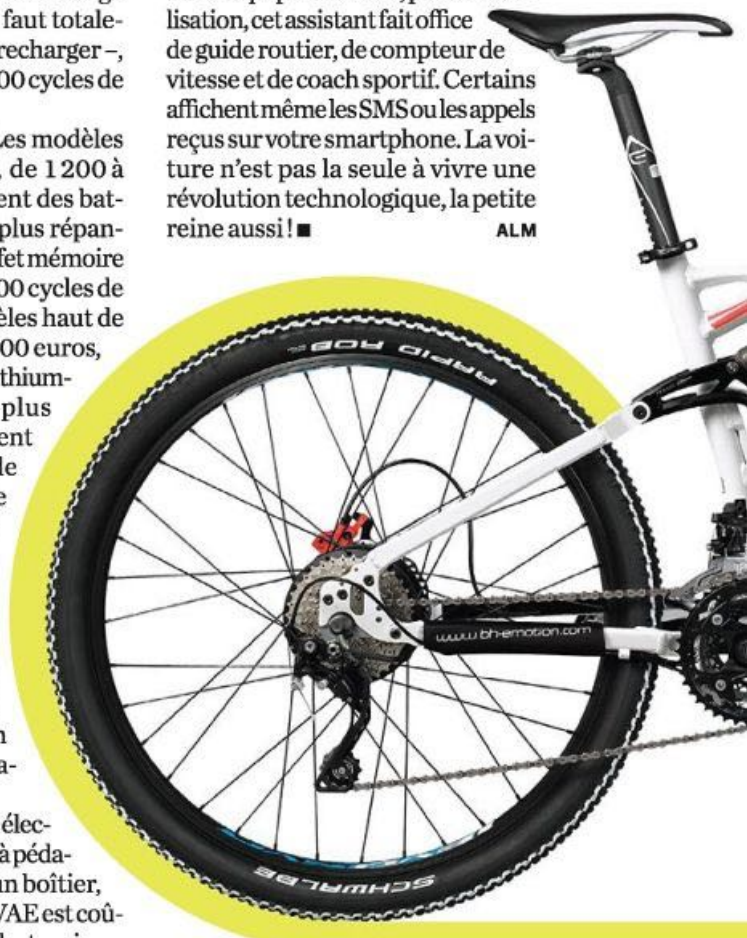 faut totale-
recharger –,
00 cycles de
Les modèles
, de 1200 à
ent des bat-
plus répan-
fet mémoire
00 cycles de
èles haut de
00 euros,
thium-
plus
ent
le
e
n
a-
élec-
à péda-
un boîtier,
VAE est coû-
lisation, cet assistant fait office
de guide routier, de compteur de
vitesse et de coach sportif. Certains
affichent même les SMS ou les appels
reçus sur votre smartphone. La voi-
ture n’est pas la seule à vivre une
révolution technologique, la petite
reine aussi ! ■
ALM
RAPID ROB
www.bh-emotion.com
SCHWALBE